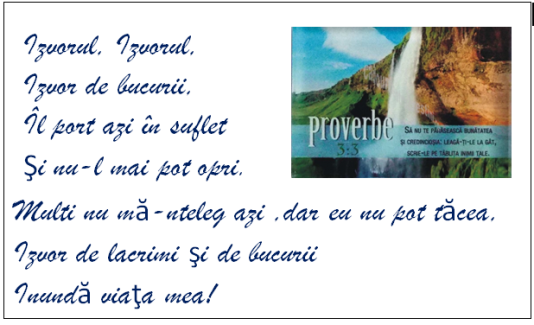 Izvorul, Izvorul,
Izvor de bucurii,
Îl port azi în suflet
Şi nu-l mai pot opri.
Multi nu mă-nteleg azi ,dar eu nu pot tăcea,
Izvor de lacrimi şi de bucurii
Inundă viaţa mea!
proverbe
3:3
SĂ NU TE PĂRĂSEASCĂ BUNĂTATEA
ŞI CREDINCIOŞIA: LEAGĂ-ŢI-LE LA GÂT,
SCRIE-LE PE TĂBLIŢA INIMII TALE.